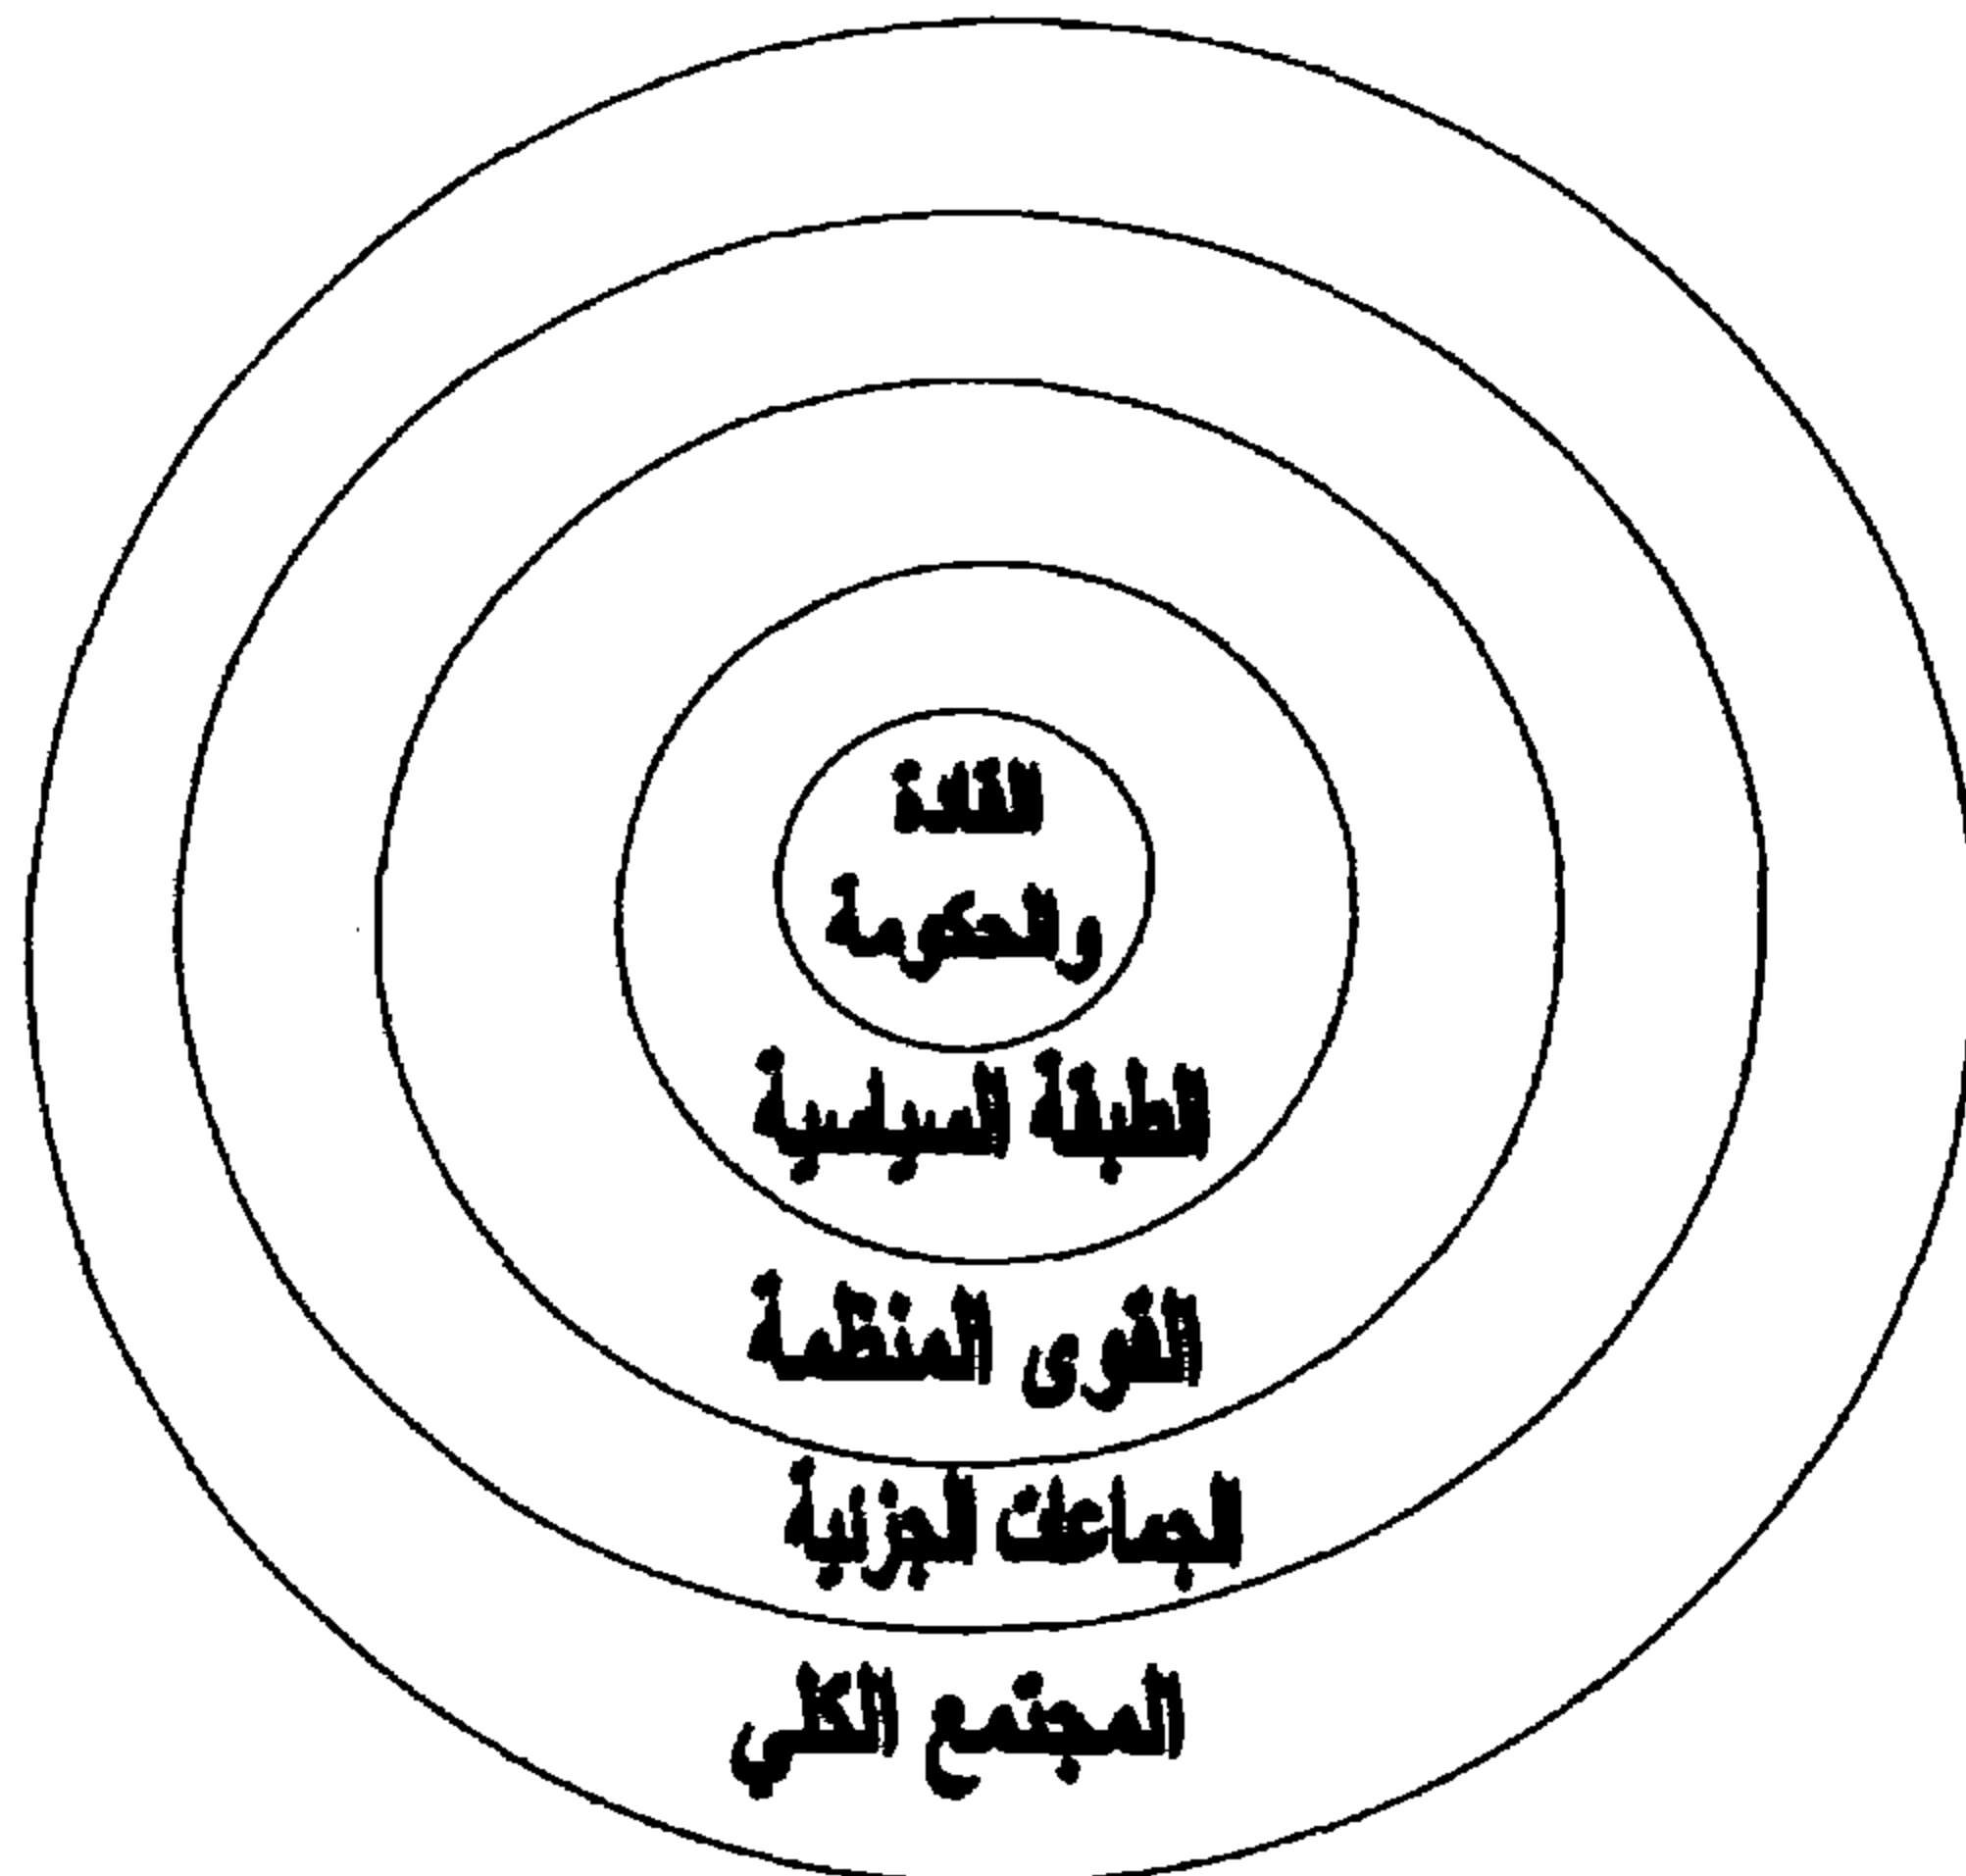 القادة
والحكومة
الطبقة السياسية
القوى المنظمة
الجماعات الجزئية
المجتمع الكلي